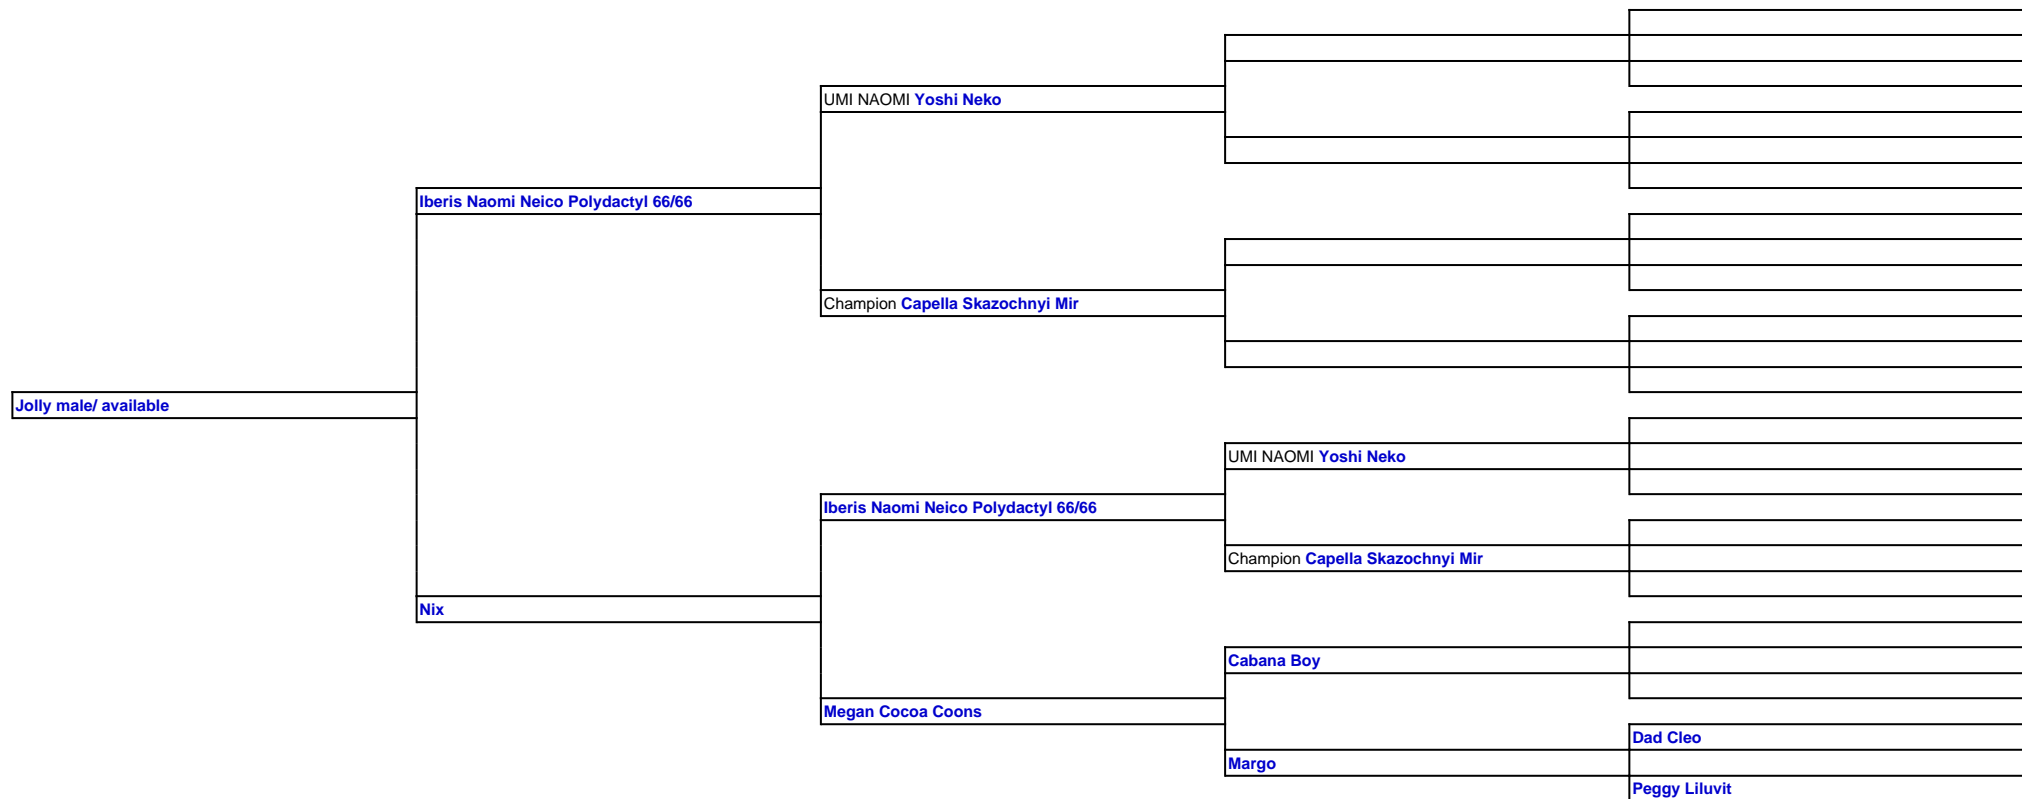 UMI NAOMI Yoshi Neko
Iberis Naomi Neico Polydactyl 66/66
Champion Capella Skazochnyi Mir
Jolly male/ available
UMI NAOMI Yoshi Neko
Iberis Naomi Neico Polydactyl 66/66
Champion Capella Skazochnyi Mir
Nix
Cabana Boy
Megan Cocoa Coons
Dad Cleo
Margo
Peggy Liluvit